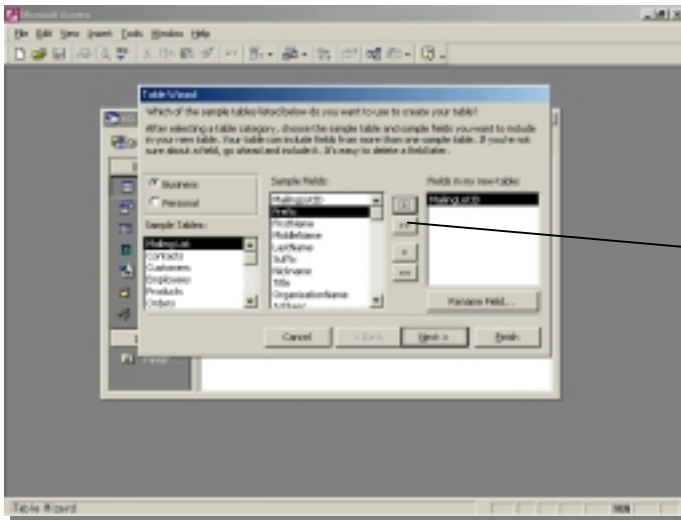 Microsoft Access
File Edit View Insert Tools Window Help
Table Wizard
Which of the sample tables listed below do you want to use to create your table?
After selecting a table category, choose the sample table and sample fields you want to include
in your new table. Your table can include fields from more than one sample table. If you're not
sure about a field, go ahead and include it. It's easy to delete a field later.
Business
Personal
Sample Tables:
Mailing List
Contacts
Customers
Employees
Products
Orders
Sample Fields:
MailingListID
Prefix
FirstName
MiddleName
LastName
Suffix
Nickname
Title
OrganizationName
Address
>
>>
<
<<
Fields in my new table:
MailingListID
Rename Field...
Cancel
< Back
Next >
Finish
Table Wizard
NUM